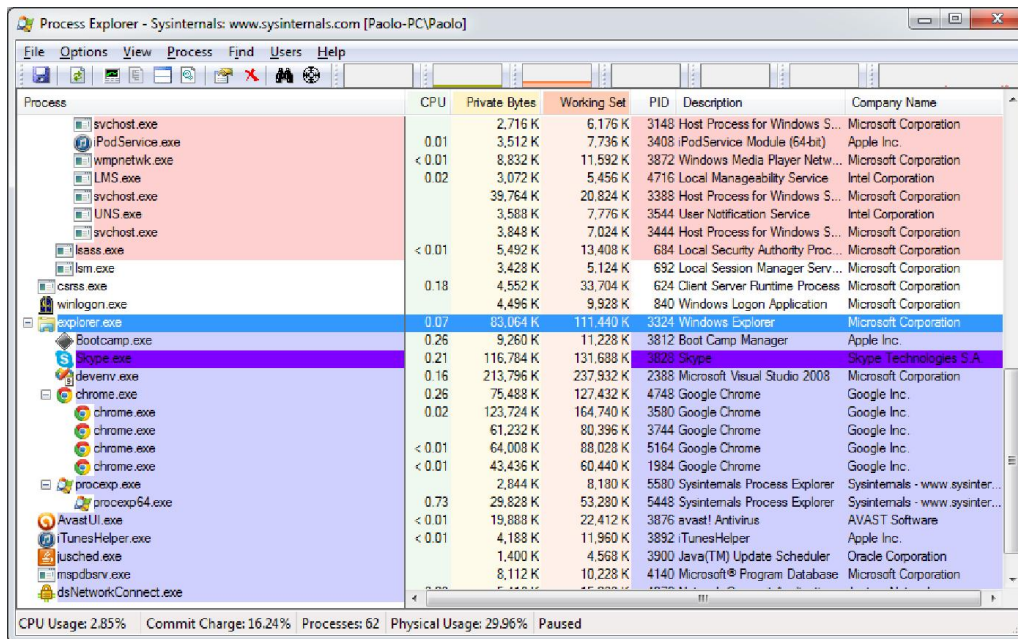 Process Explorer - Sysinternals: www.sysinternals.com [Paolo-PC\Paolo]
File Options View Process Find Users Help
Process CPU Private Bytes Working Set PID Description Company Name
svchost.exe 2,716 K 6,176 K 3148 Host Process for Windows S... Microsoft Corporation
iPodService.exe 0.01 3,512 K 7,736 K 3408 iPodService Module (64-bit) Apple Inc.
wmpnetwk.exe < 0.01 8,832 K 11,592 K 3872 Windows Media Player Netw... Microsoft Corporation
LMS.exe 0.02 3,072 K 5,456 K 4716 Local Manageability Service Intel Corporation
svchost.exe 39,764 K 20,824 K 3388 Host Process for Windows S... Microsoft Corporation
UNS.exe 3,588 K 7,776 K 3544 User Notification Service Intel Corporation
svchost.exe 3,848 K 7,024 K 3444 Host Process for Windows S... Microsoft Corporation
lsass.exe < 0.01 5,492 K 13,408 K 684 Local Security Authority Proc... Microsoft Corporation
lsm.exe 3,428 K 5,124 K 692 Local Session Manager Serv... Microsoft Corporation
csrss.exe 0.18 4,552 K 33,704 K 624 Client Server Runtime Process Microsoft Corporation
winlogon.exe 4,496 K 9,928 K 840 Windows Logon Application Microsoft Corporation
explorer.exe 0.07 83,064 K 111,440 K 3324 Windows Explorer Microsoft Corporation
Bootcamp.exe 0.26 9,260 K 11,228 K 3812 Boot Camp Manager Apple Inc.
Skype.exe 0.21 116,784 K 131,688 K 3828 Skype Skype Technologies S.A.
devenv.exe 0.16 213,796 K 237,932 K 2388 Microsoft Visual Studio 2008 Microsoft Corporation
chrome.exe 0.26 75,488 K 127,432 K 4748 Google Chrome Google Inc.
chrome.exe 0.02 123,724 K 164,740 K 3580 Google Chrome Google Inc.
chrome.exe 61,232 K 80,396 K 3744 Google Chrome Google Inc.
chrome.exe < 0.01 64,008 K 88,028 K 5164 Google Chrome Google Inc.
chrome.exe < 0.01 43,436 K 60,440 K 1984 Google Chrome Google Inc.
procexp.exe 2,844 K 8,180 K 5580 Sysinternals Process Explorer Sysinternals - www.sysinter...
procexp64.exe 0.73 29,828 K 53,280 K 5448 Sysinternals Process Explorer Sysinternals - www.sysinter...
AvastUI.exe < 0.01 19,888 K 22,412 K 3876 avast! Antivirus AVAST Software
iTunesHelper.exe < 0.01 4,188 K 11,960 K 3892 iTunesHelper Apple Inc.
jusched.exe 1,400 K 4,568 K 3900 Java(TM) Update Scheduler Oracle Corporation
mspdbsrv.exe 8,112 K 10,228 K 4140 Microsoft® Program Database Microsoft Corporation
dsNetworkConnect.exe
CPU Usage: 2.85% Commit Charge: 16.24% Processes: 62 Physical Usage: 29.96% Paused